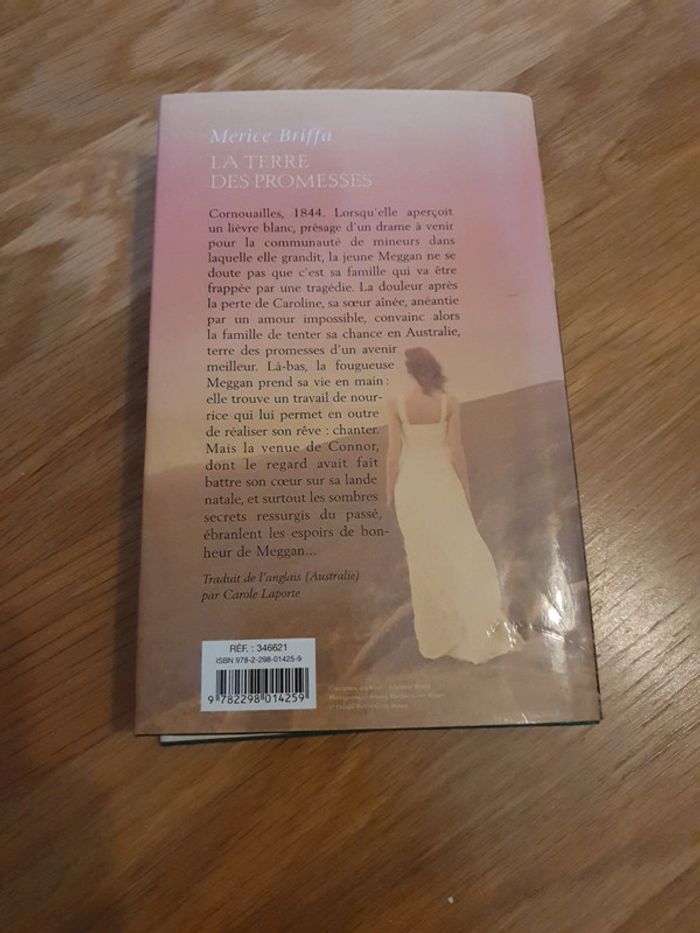 Merice Briffa
LA TERRE
DES PROMESSES
Cornouailles, 1844. Lorsqu'elle aperçoit
un lièvre blanc, présage d'un drame à venir
pour la communauté de mineurs dans
laquelle elle grandit, la jeune Meggan ne se
doute pas que c'est sa famille qui va être
frappée par une tragédie. La douleur après
la perte de Caroline, sa sœur aînée, anéantie
par un amour impossible, convainc alors
la famille de tenter sa chance en Australie,
terre des promesses d'un avenir
meilleur. Là-bas, la fougueuse
Meggan prend sa vie en main :
elle trouve un travail de nour-
rice qui lui permet en outre
de réaliser son rêve : chanter.
Mais la venue de Connor,
dont le regard avait fait
battre son cœur sur sa lande
natale, et surtout les sombres
secrets ressurgis du passé,
ébranlent les espoirs de bon-
heur de Meggan...
Traduit de l'anglais (Australie)
par Carole Laporte
RÉF. : 346621
ISBN 978-2-298-01425-9
9 782298 014259